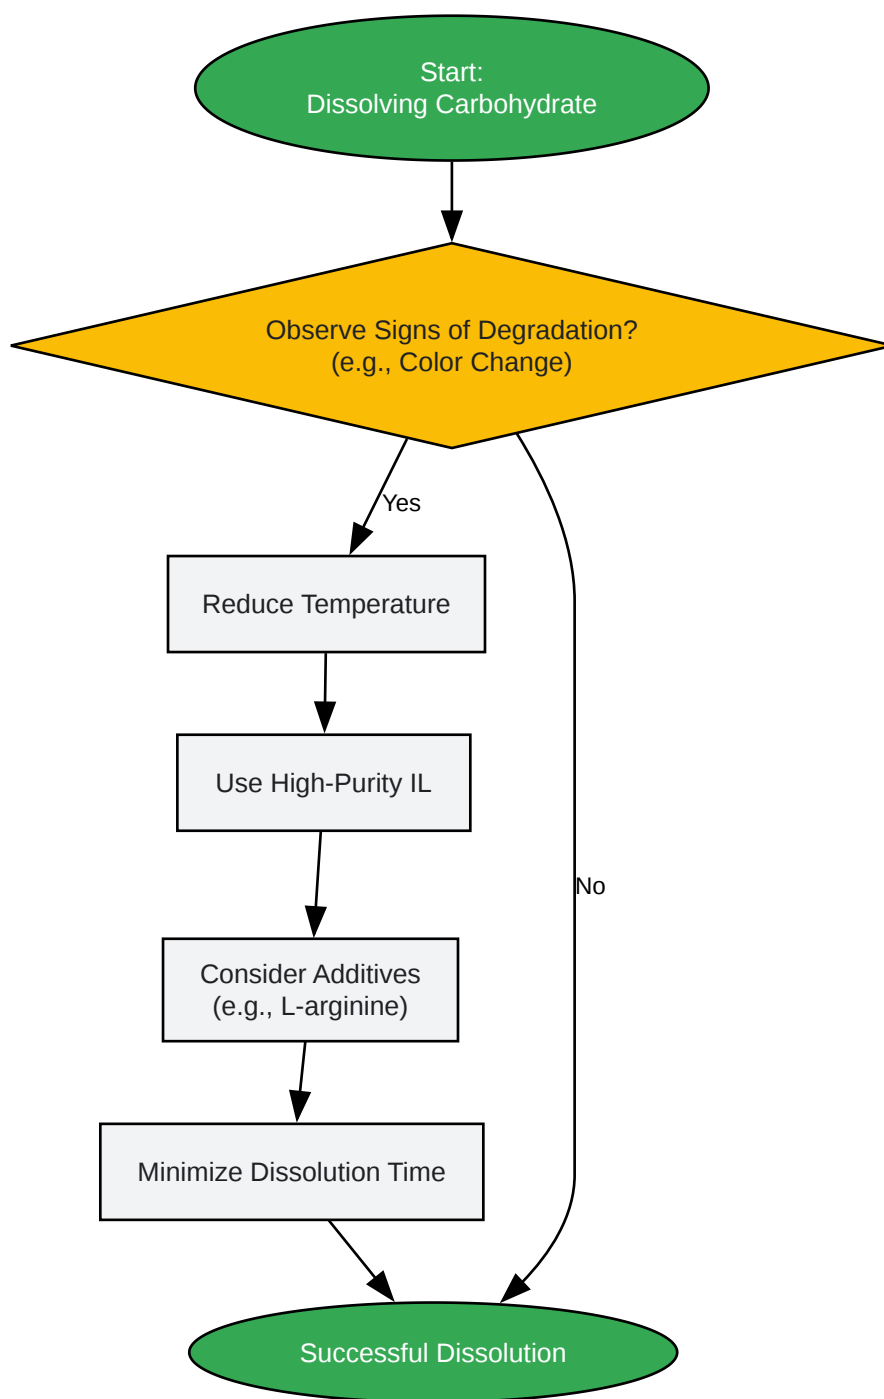 Start:
Dissolving Carbohydrate
Observe Signs of Degradation?
(e.g., Color Change)
Yes
Reduce Temperature
Use High-Purity IL
No
Consider Additives
(e.g., L-arginine)
Minimize Dissolution Time
Successful Dissolution